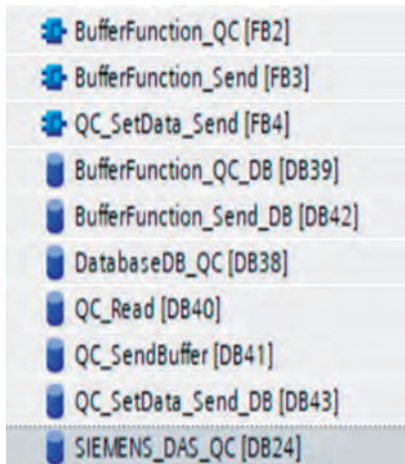 BufferFunction_QC [FB2]
BufferFunction_Send [FB3]
QC_SetData_Send [FB4]
BufferFunction_QC_DB [DB39]
BufferFunction_Send_DB [DB42]
DatabaseDB_QC [DB38]
QC_Read [DB40]
QC_SendBuffer [DB41]
QC_SetData_Send_DB [DB43]
SIEMENS_DAS_QC [DB24]